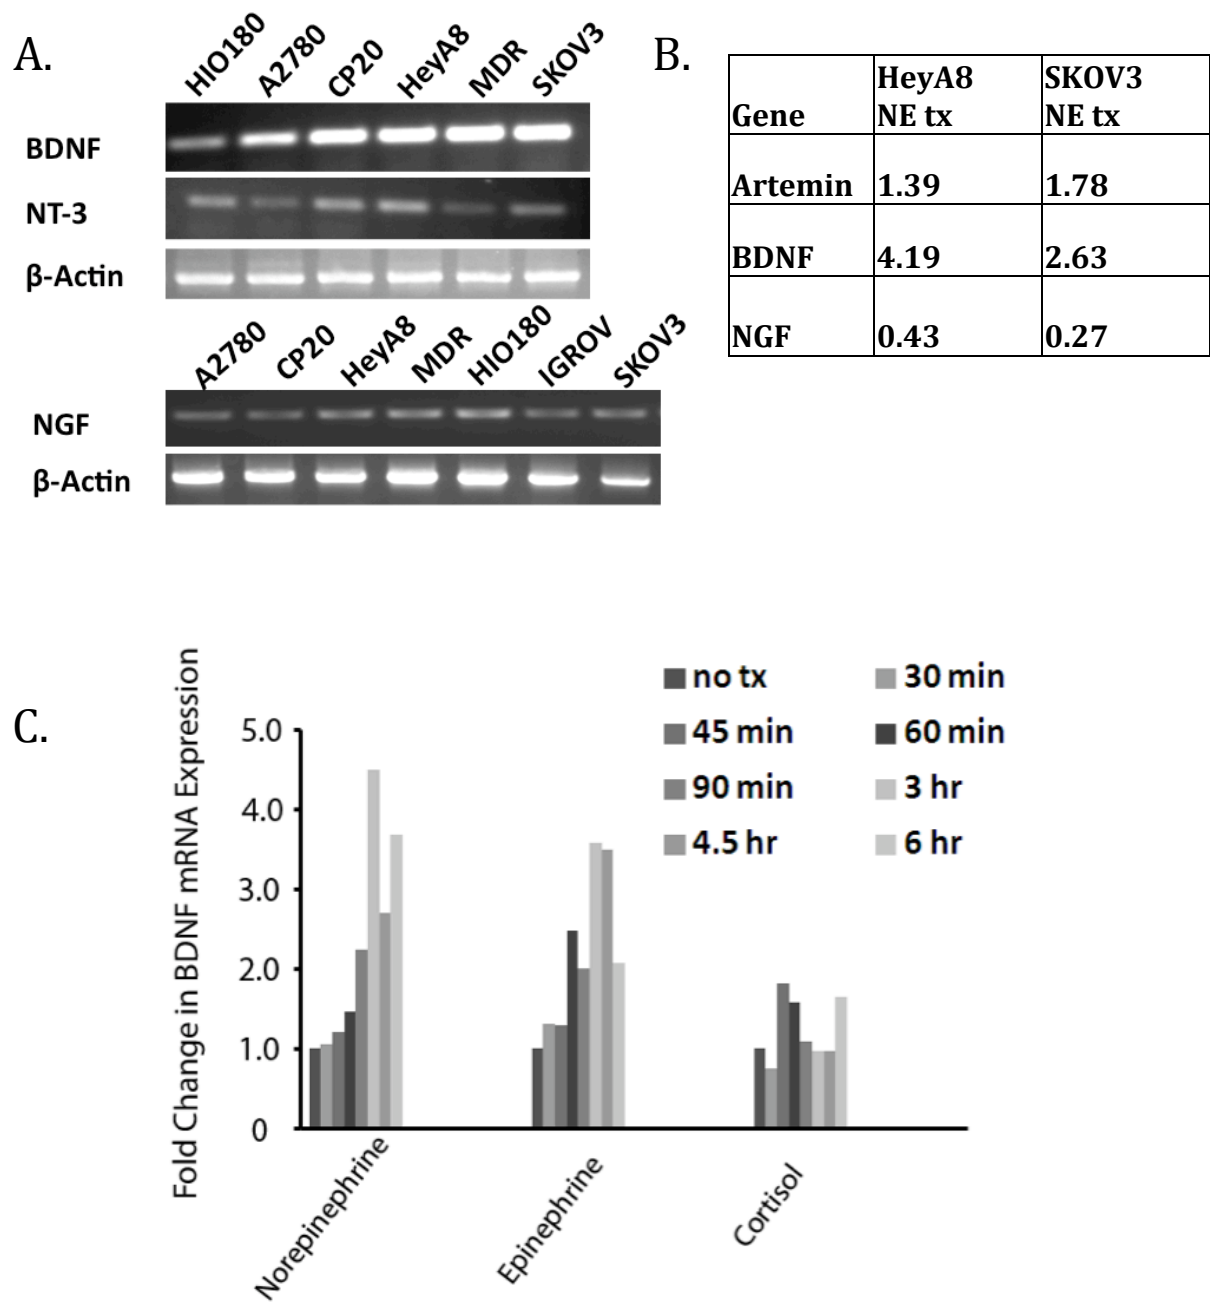 A.
HIO180 A2780 CP20 HeyA8 MDR SKOV3
BDNF
NT-3
β-Actin
A2780 CP20 HeyA8 MDR HIO180 IGROV SKOV3
NGF
β-Actin
B.
Gene HeyA8 NE tx SKOV3 NE tx
Artemin 1.39 1.78
BDNF 4.19 2.63
NGF 0.43 0.27
C.
Fold Change in BDNF mRNA Expression
5.0
4.0
3.0
2.0
1.0
0
no tx 30 min
45 min 60 min
90 min 3 hr
4.5 hr 6 hr
Norepinephrine Epinephrine Cortisol